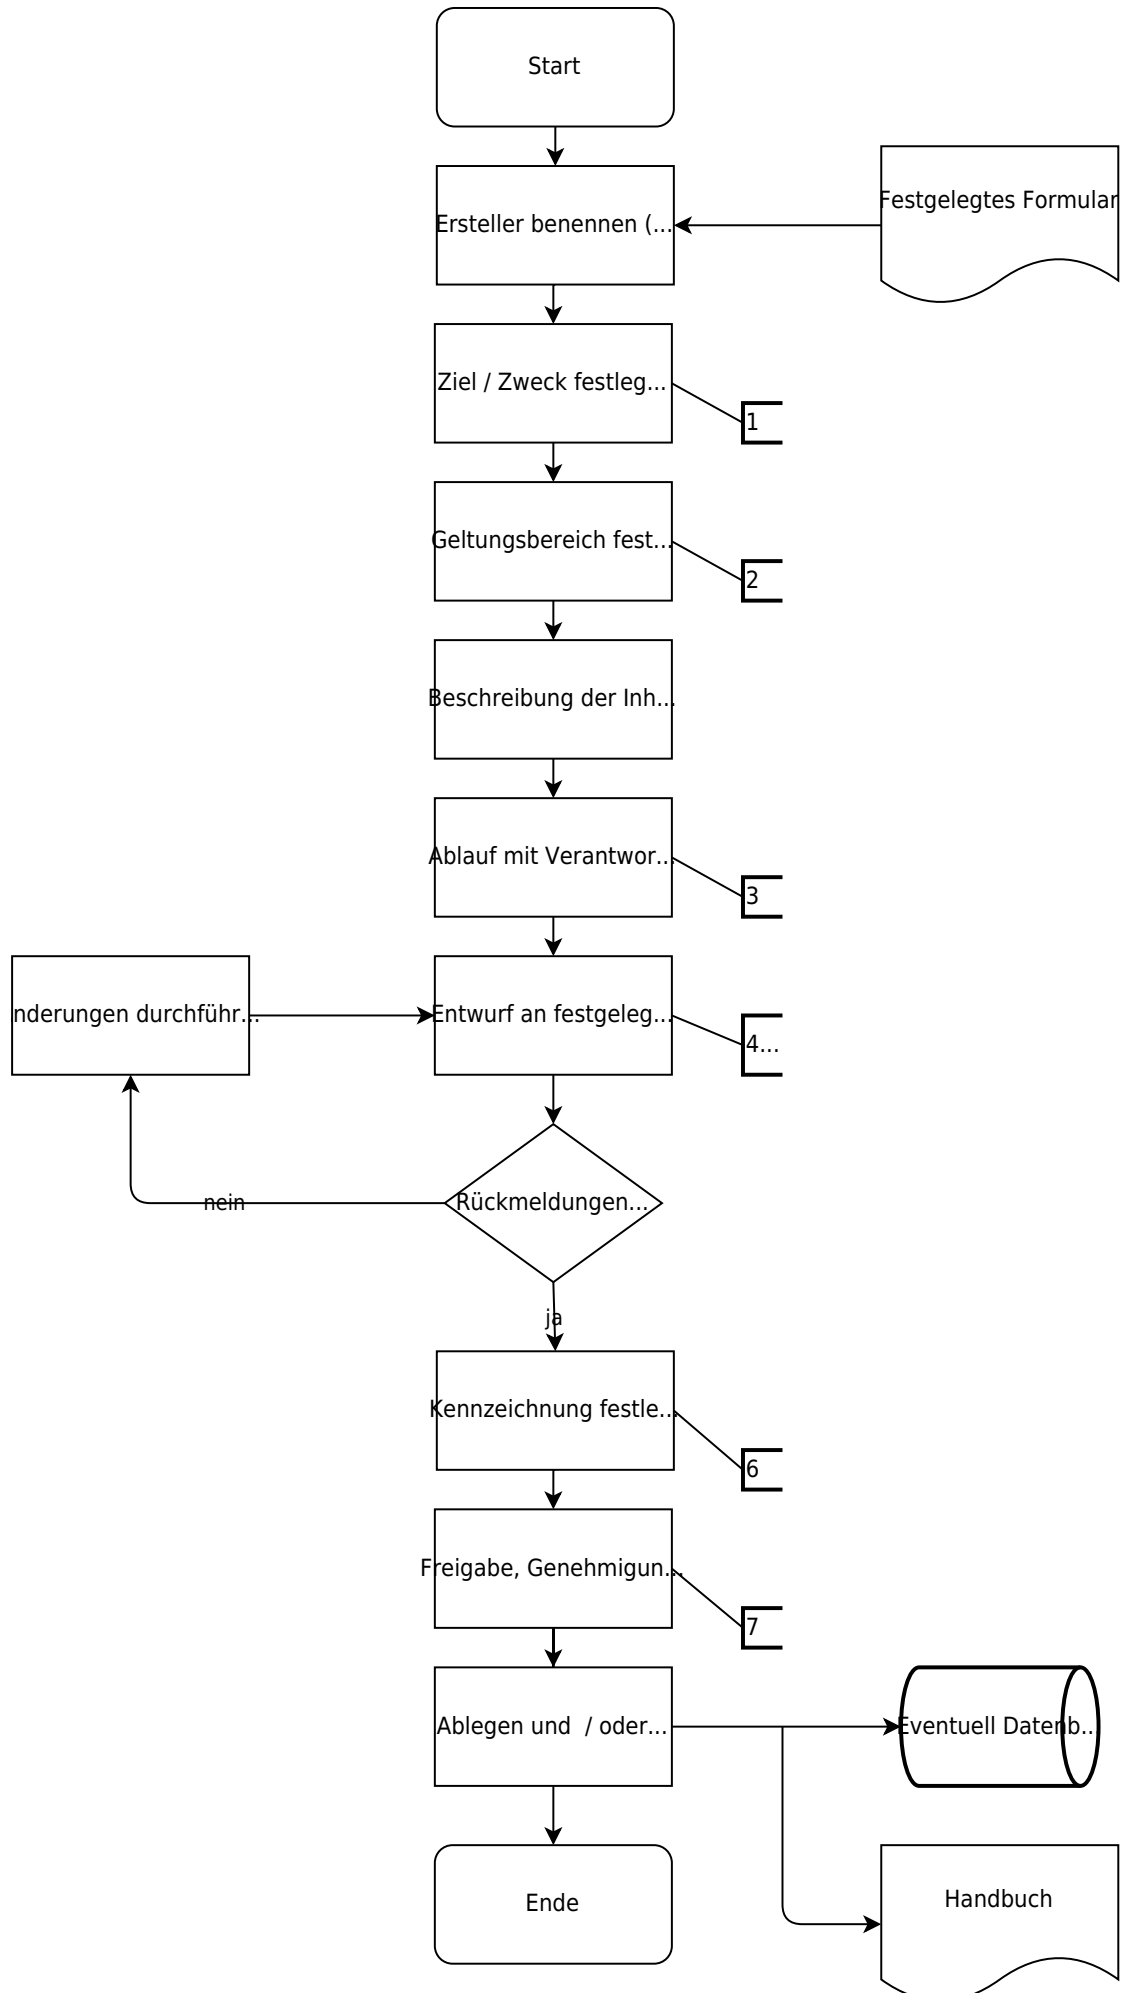 Start
Festgelegtes Formular
Ersteller benennen (...
Ziel / Zweck festleg...
1
Geltungsbereich fest...
2
Beschreibung der Inh...
Ablauf mit Verantwor...
3
nderungen durchführ...
Entwurf an festgeleg...
4...
nein
Rückmeldungen...
ja
Kennzeichnung festle...
6
Freigabe, Genehmigun...
7
Ablegen und / oder...
Eventuell Datenb...
Ende
Handbuch